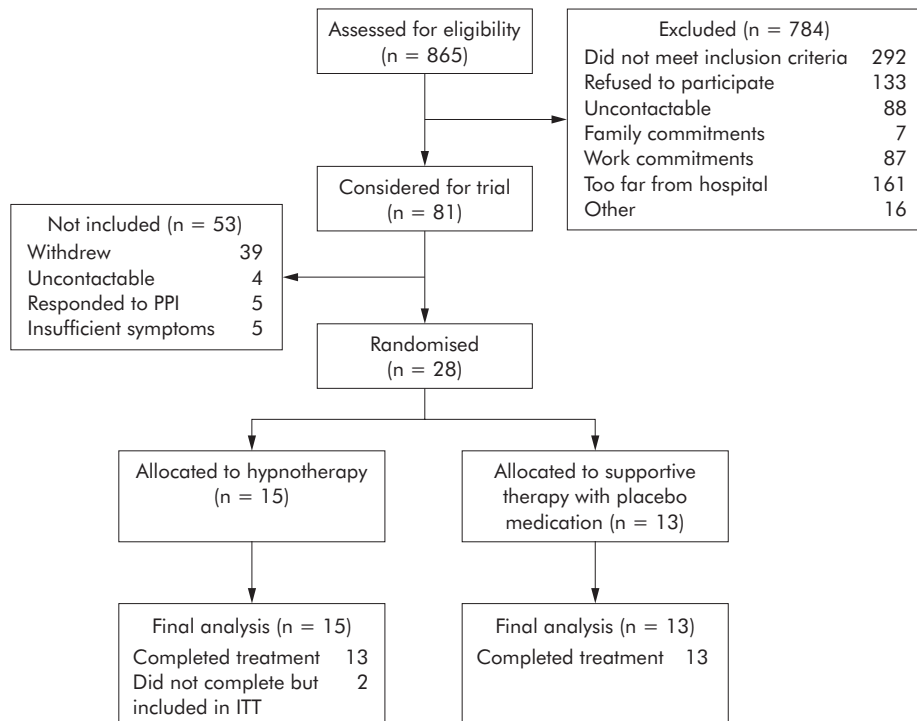 Assessed for eligibility
(n = 865)
Excluded (n = 784)
Did not meet inclusion criteria 292
Refused to participate 133
Uncontactable 88
Family commitments 7
Work commitments 87
Too far from hospital 161
Other 16
Considered for trial
(n = 81)
Not included (n = 53)
Withdrew 39
Uncontactable 4
Responded to PPI 5
Insufficient symptoms 5
Randomised
(n = 28)
Allocated to hypnotherapy
(n = 15)
Allocated to supportive
therapy with placebo
medication (n = 13)
Final analysis (n = 15)
Completed treatment 13
Did not complete but 2
included in ITT
Final analysis (n = 13)
Completed treatment 13